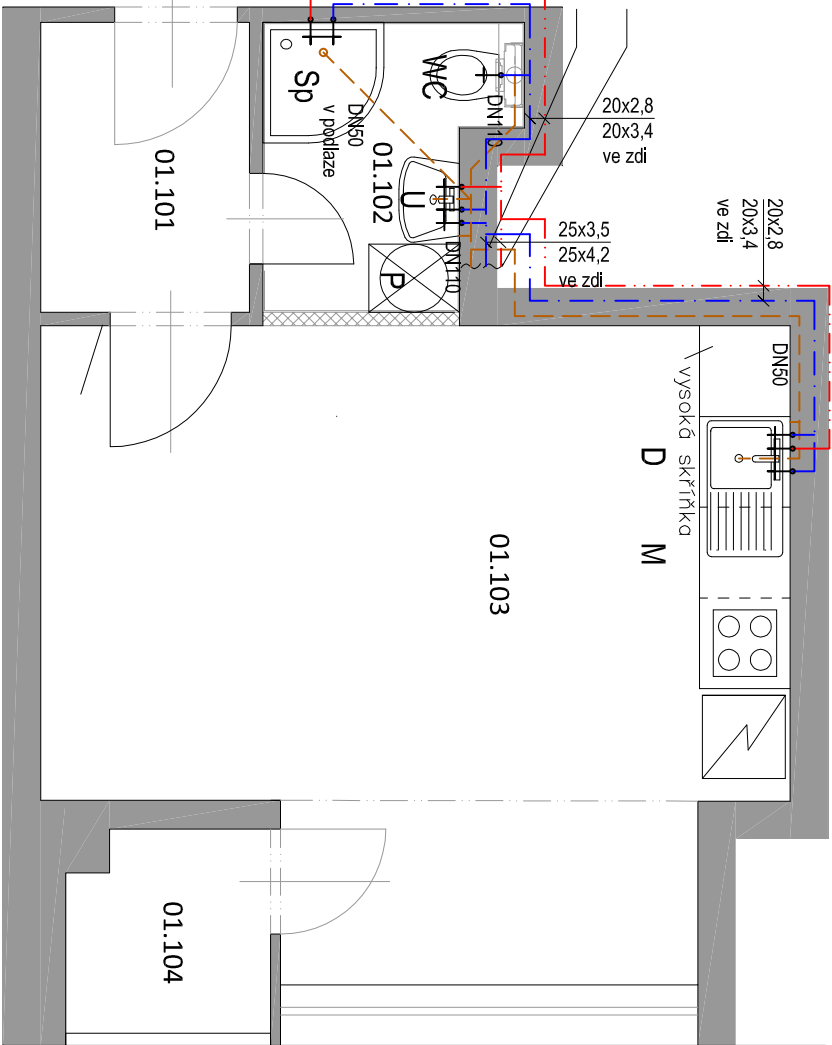 WC
Sp
DN50
v podlaze
DN110
01.102
U
P
DN110
01.101
20x2,8
20x3,4
ve zdi
25x3,5
25x4,2
ve zdi
20x2,8
20x3,4
ve zdi
DN50
vysoká skříňka
D
M
01.103
01.104